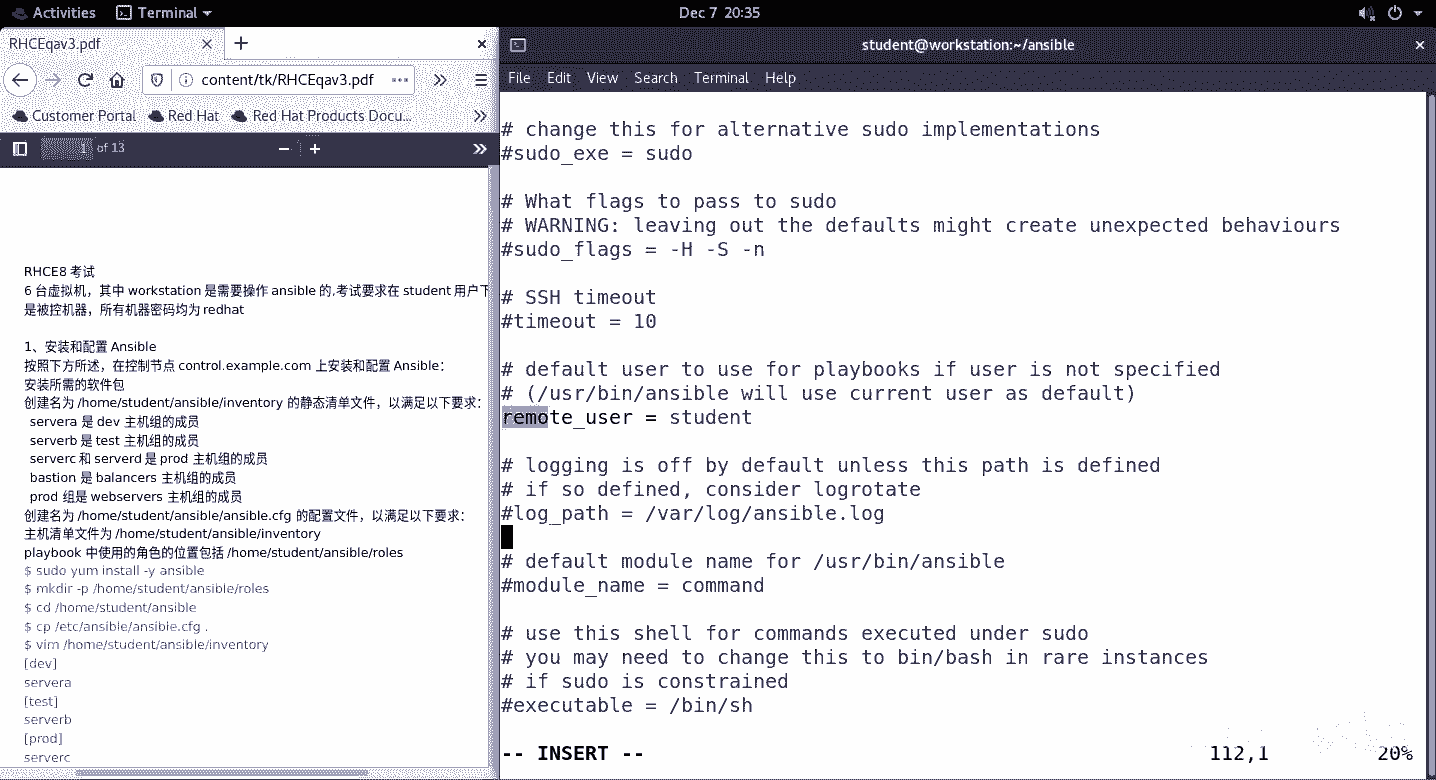 Activities Terminal Dec 7 20:35
RHCEqav3.pdf
content/tk/RHCEqav3.pdf
Customer Portal Red Hat Red Hat Products Docu...
1 of 13
RHCE8 考试
6 台虚拟机，其中 workstation 是需要操作 ansible 的,考试要求在 student 用户下
是被控机器，所有机器密码均为 redhat
1、安装和配置 Ansible
按照下方所述，在控制节点 control.example.com 上安装和配置 Ansible：
安装所需的软件包
创建名为 /home/student/ansible/inventory 的静态清单文件，以满足以下要求：
servera 是 dev 主机组的成员
serverb 是 test 主机组的成员
serverc 和 serverd 是 prod 主机组的成员
bastion 是 balancers 主机组的成员
prod 组是 webservers 主机组的成员
创建名为 /home/student/ansible/ansible.cfg 的配置文件，以满足以下要求：
主机清单文件为 /home/student/ansible/inventory
playbook 中使用的角色的位置包括 /home/student/ansible/roles
$ sudo yum install -y ansible
$ mkdir -p /home/student/ansible/roles
$ cd /home/student/ansible
$ cp /etc/ansible/ansible.cfg .
$ vim /home/student/ansible/inventory
[dev]
servera
[test]
serverb
[prod]
serverc
student@workstation:~/ansible
File Edit View Search Terminal Help
# change this for alternative sudo implementations
#sudo_exe = sudo
# What flags to pass to sudo
# WARNING: leaving out the defaults might create unexpected behaviours
#sudo_flags = -H -S -n
# SSH timeout
#timeout = 10
# default user to use for playbooks if user is not specified
# (/usr/bin/ansible will use current user as default)
remote_user = student
# logging is off by default unless this path is defined
# if so defined, consider logrotate
#log_path = /var/log/ansible.log
# default module name for /usr/bin/ansible
#module_name = command
# use this shell for commands executed under sudo
# you may need to change this to bin/bash in rare instances
# if sudo is constrained
#executable = /bin/sh
-- INSERT -- 112,1 20%